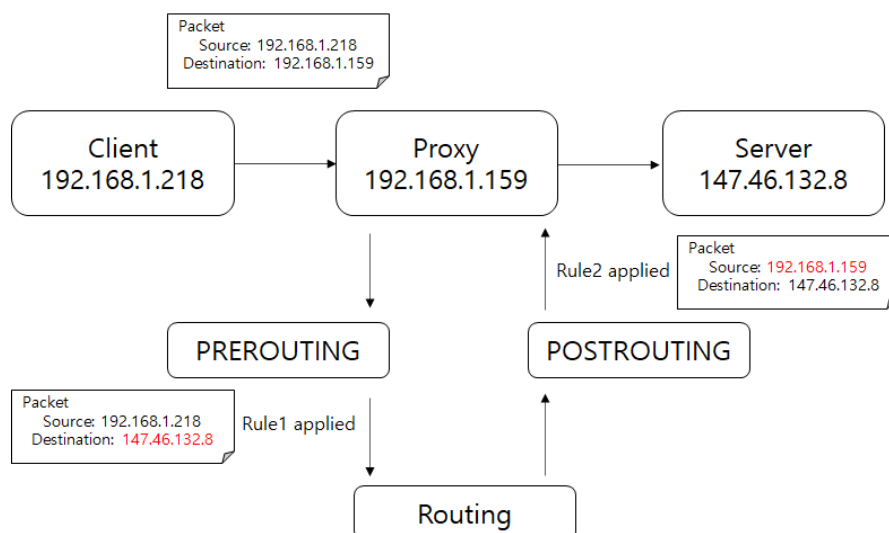 Packet
Source: 192.168.1.218
Destination: 192.168.1.159
Client
192.168.1.218
Proxy
192.168.1.159
Server
147.46.132.8
Rule2 applied
Packet
Source: 192.168.1.159
Destination: 147.46.132.8
PREROUTING
POSTROUTING
Packet
Source: 192.168.1.218
Destination: 147.46.132.8
Rule1 applied
Routing